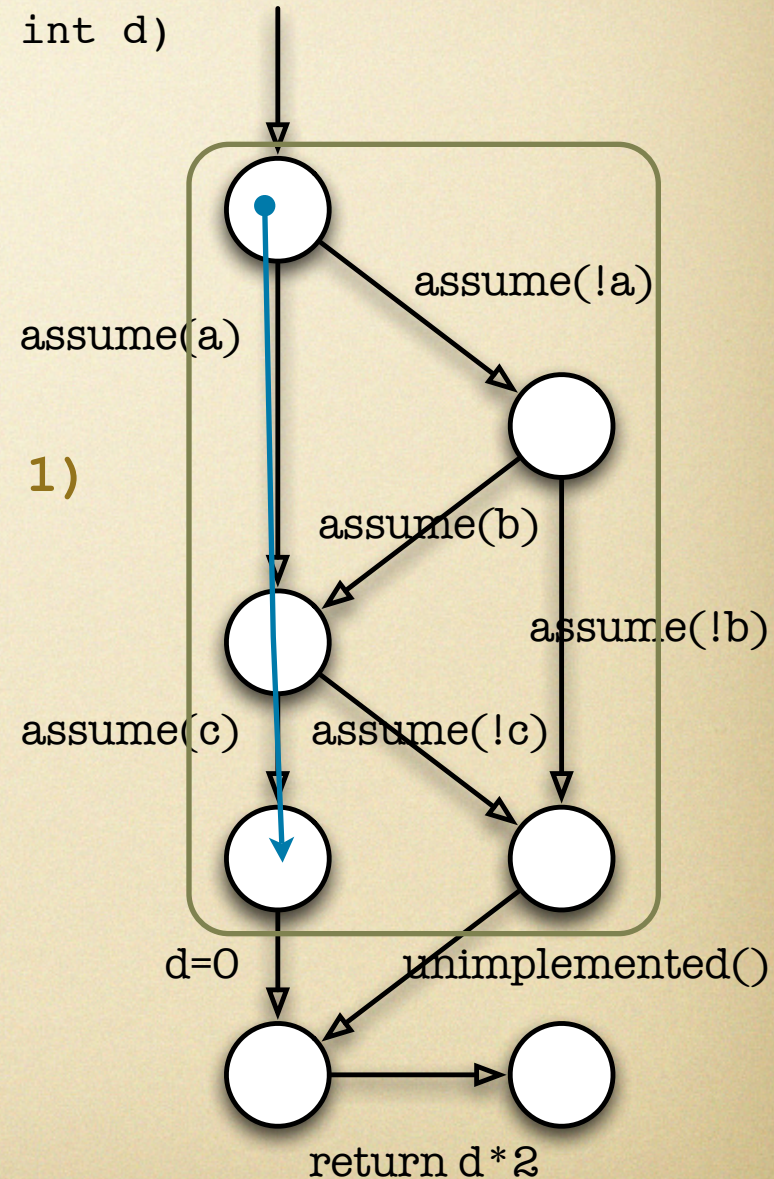 int d)
assume(!a)
assume(a)
1)
assume(b)
assume(!b)
assume(c)
assume(!c)
d=0
unimplemented()
return d*2